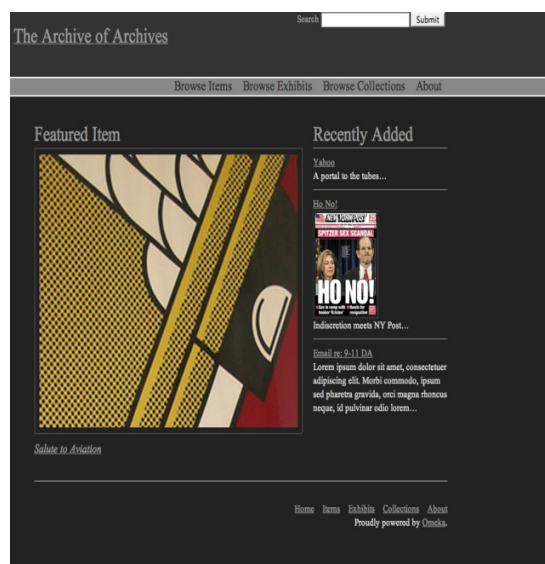 Search
Submit
The Archive of Archives
Browse Items Browse Exhibits Browse Collections About
Featured Item
Salute to Aviation
Recently Added
Yahoo
A portal to the tubes...
Ho No!
NEW YORK POST
SPITZER SEX SCANDAL
HO NO!
Indiscretion meets NY Post...
Email re: 9-11 DA
Lorem ipsum dolor sit amet, consectetuer
adipiscing elit. Morbi commodo, ipsum
sed pharetra gravida, orci magna rhoncus
neque, id pulvinar odio lorem...
Home Items Exhibits Collections About
Proudly powered by Omeka.